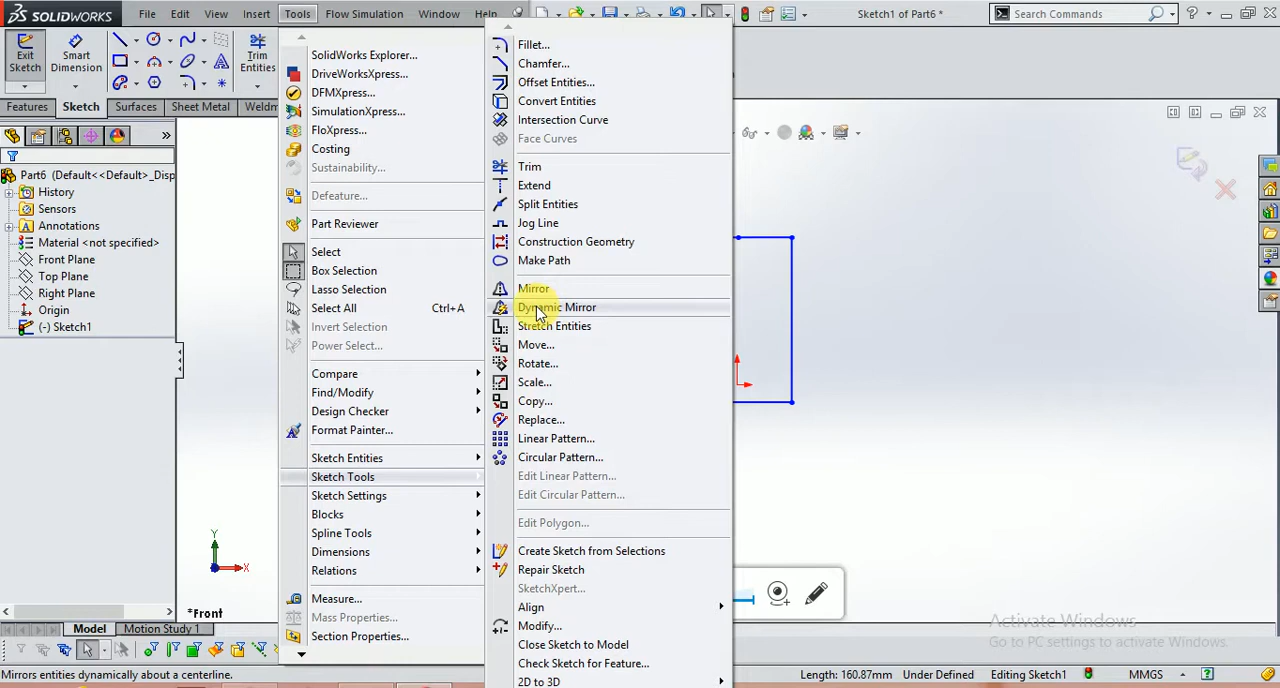 SOLIDWORKS File Edit View Insert Tools Flow Simulation Window Help Sketch1 of Part6 * Search Commands
Exit Sketch
Smart Dimension
Trim Entities
Features Sketch Surfaces Sheet Metal Weldm
Part6 (Default<<Default>_Disp
History
Sensors
Annotations
Material <not specified>
Front Plane
Top Plane
Right Plane
Origin
(-) Sketch1
SolidWorks Explorer...
DriveWorksXpress...
DFMXpress...
SimulationXpress...
FloXpress...
Costing
Sustainability...
Defeature...
Part Reviewer
Select
Box Selection
Lasso Selection
Select All Ctrl+A
Invert Selection
Power Select...
Compare
Find/Modify
Design Checker
Format Painter...
Sketch Entities
Sketch Tools
Sketch Settings
Blocks
Spline Tools
Dimensions
Relations
Measure...
Mass Properties...
Section Properties...
Fillet...
Chamfer...
Offset Entities...
Convert Entities
Intersection Curve
Face Curves
Trim
Extend
Split Entities
Jog Line
Construction Geometry
Make Path
Mirror
Dynamic Mirror
Stretch Entities
Move...
Rotate...
Scale...
Copy...
Replace...
Linear Pattern...
Circular Pattern...
Edit Linear Pattern...
Edit Circular Pattern...
Edit Polygon...
Create Sketch from Selections
Repair Sketch
SketchXpert...
Align
Modify...
Close Sketch to Model
Check Sketch for Feature...
2D to 3D
Y
X
*Front
Model Motion Study 1
Activate Windows
Go to PC settings to activate Windows.
Mirrors entities dynamically about a centerline. Length: 160.87mm Under Defined Editing Sketch1 MMGS